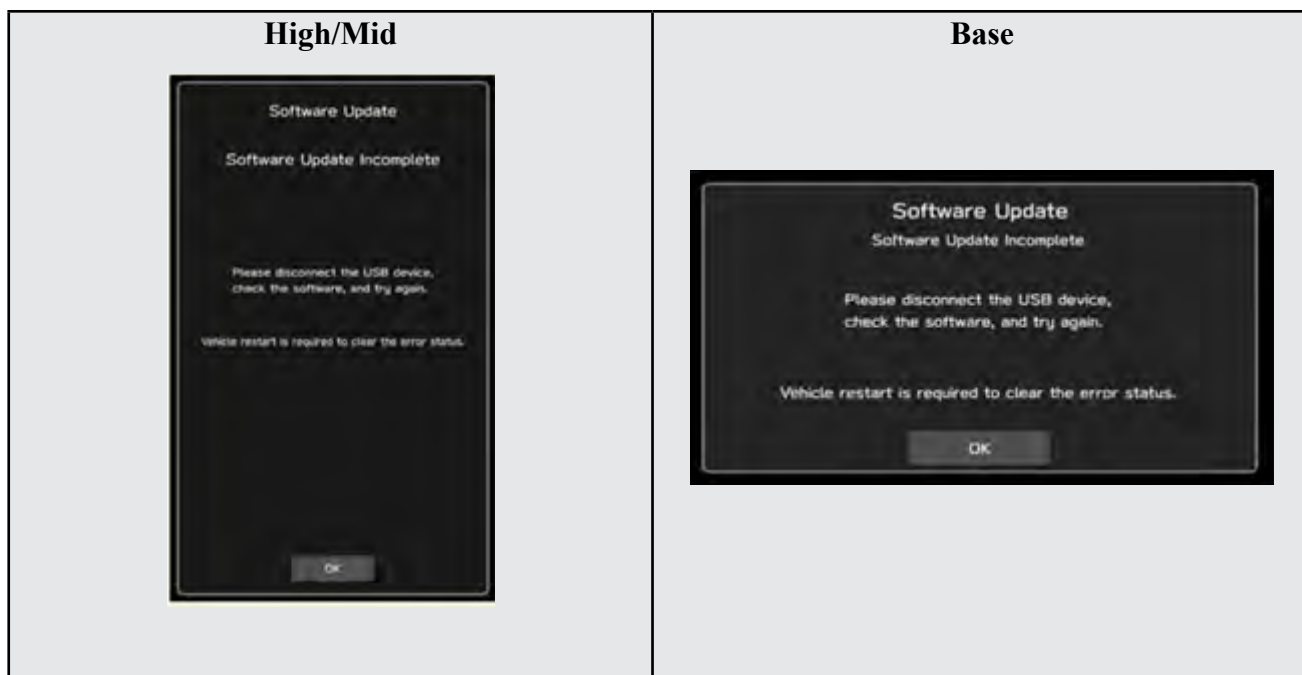 High/Mid
Software Update
Software Update Incomplete
Please disconnect the USB device,
check the software, and try again.
Vehicle restart is required to clear the error status.
OK
Base
Software Update
Software Update Incomplete
Please disconnect the USB device,
check the software, and try again.
Vehicle restart is required to clear the error status.
OK